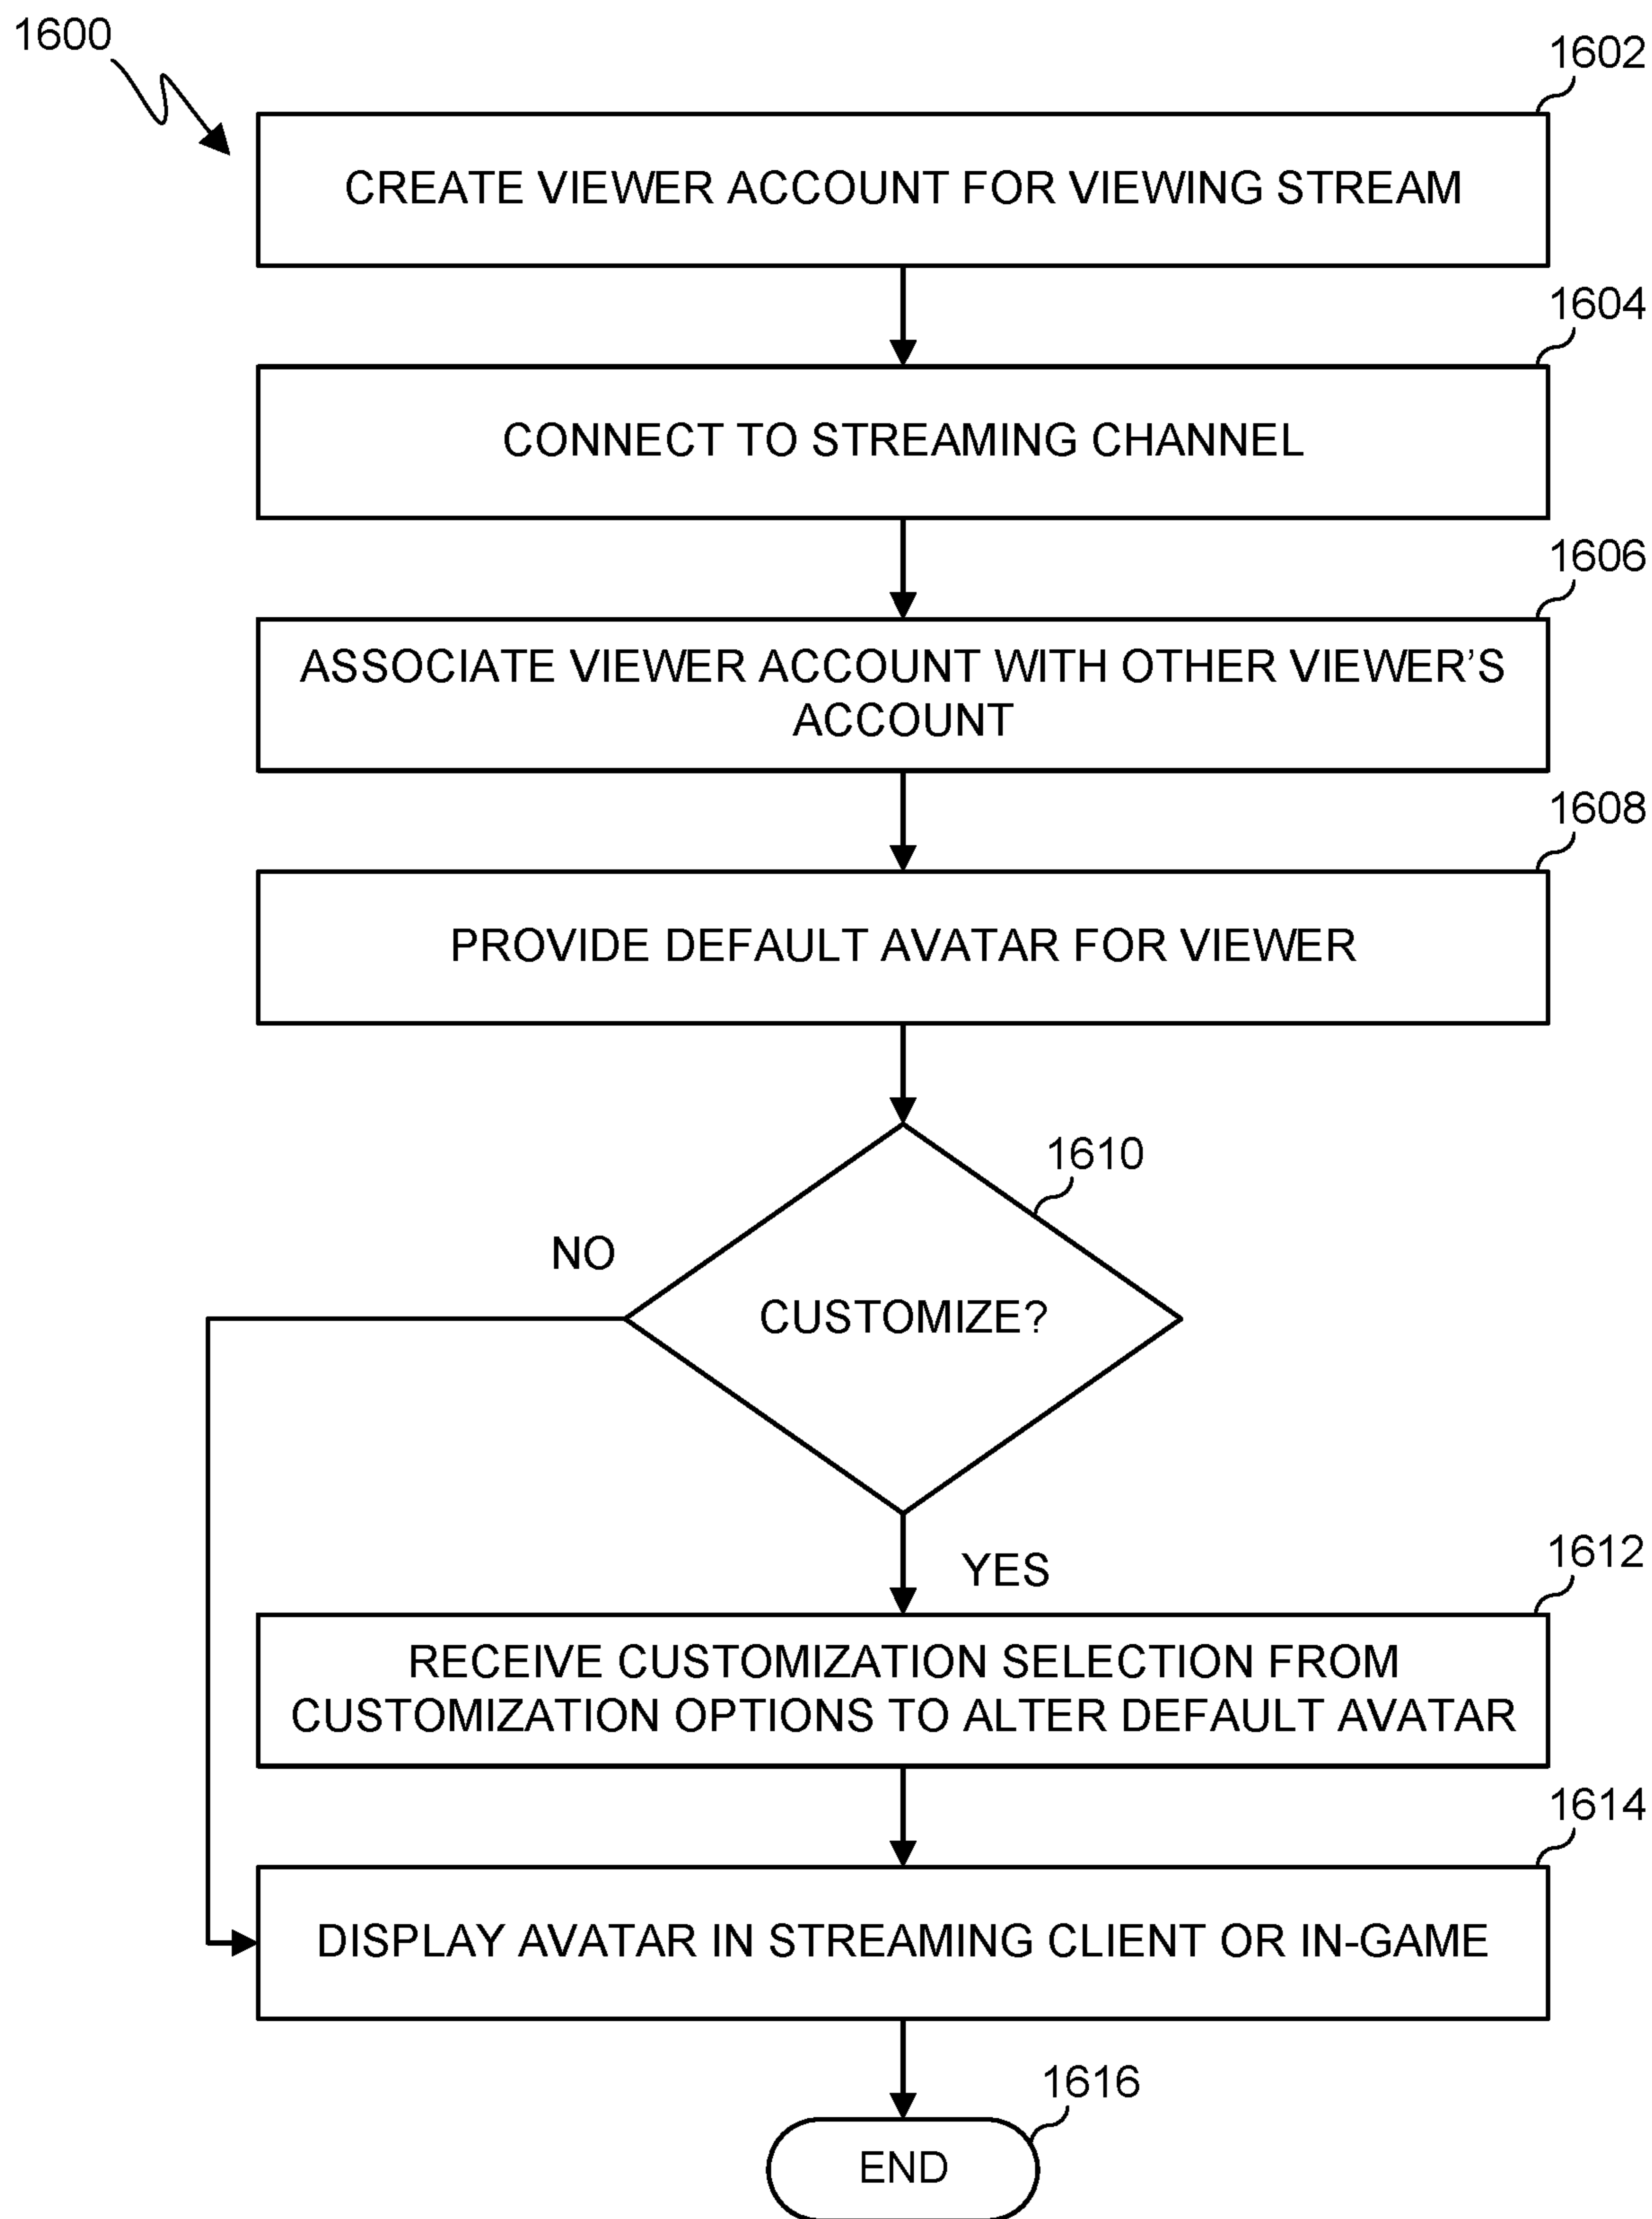 1600
1602
CREATE VIEWER ACCOUNT FOR VIEWING STREAM
1604
CONNECT TO STREAMING CHANNEL
1606
ASSOCIATE VIEWER ACCOUNT WITH OTHER VIEWER’S
ACCOUNT
1608
PROVIDE DEFAULT AVATAR FOR VIEWER
1610
NO
CUSTOMIZE?
YES
1612
RECEIVE CUSTOMIZATION SELECTION FROM
CUSTOMIZATION OPTIONS TO ALTER DEFAULT AVATAR
1614
DISPLAY AVATAR IN STREAMING CLIENT OR IN-GAME
1616
END